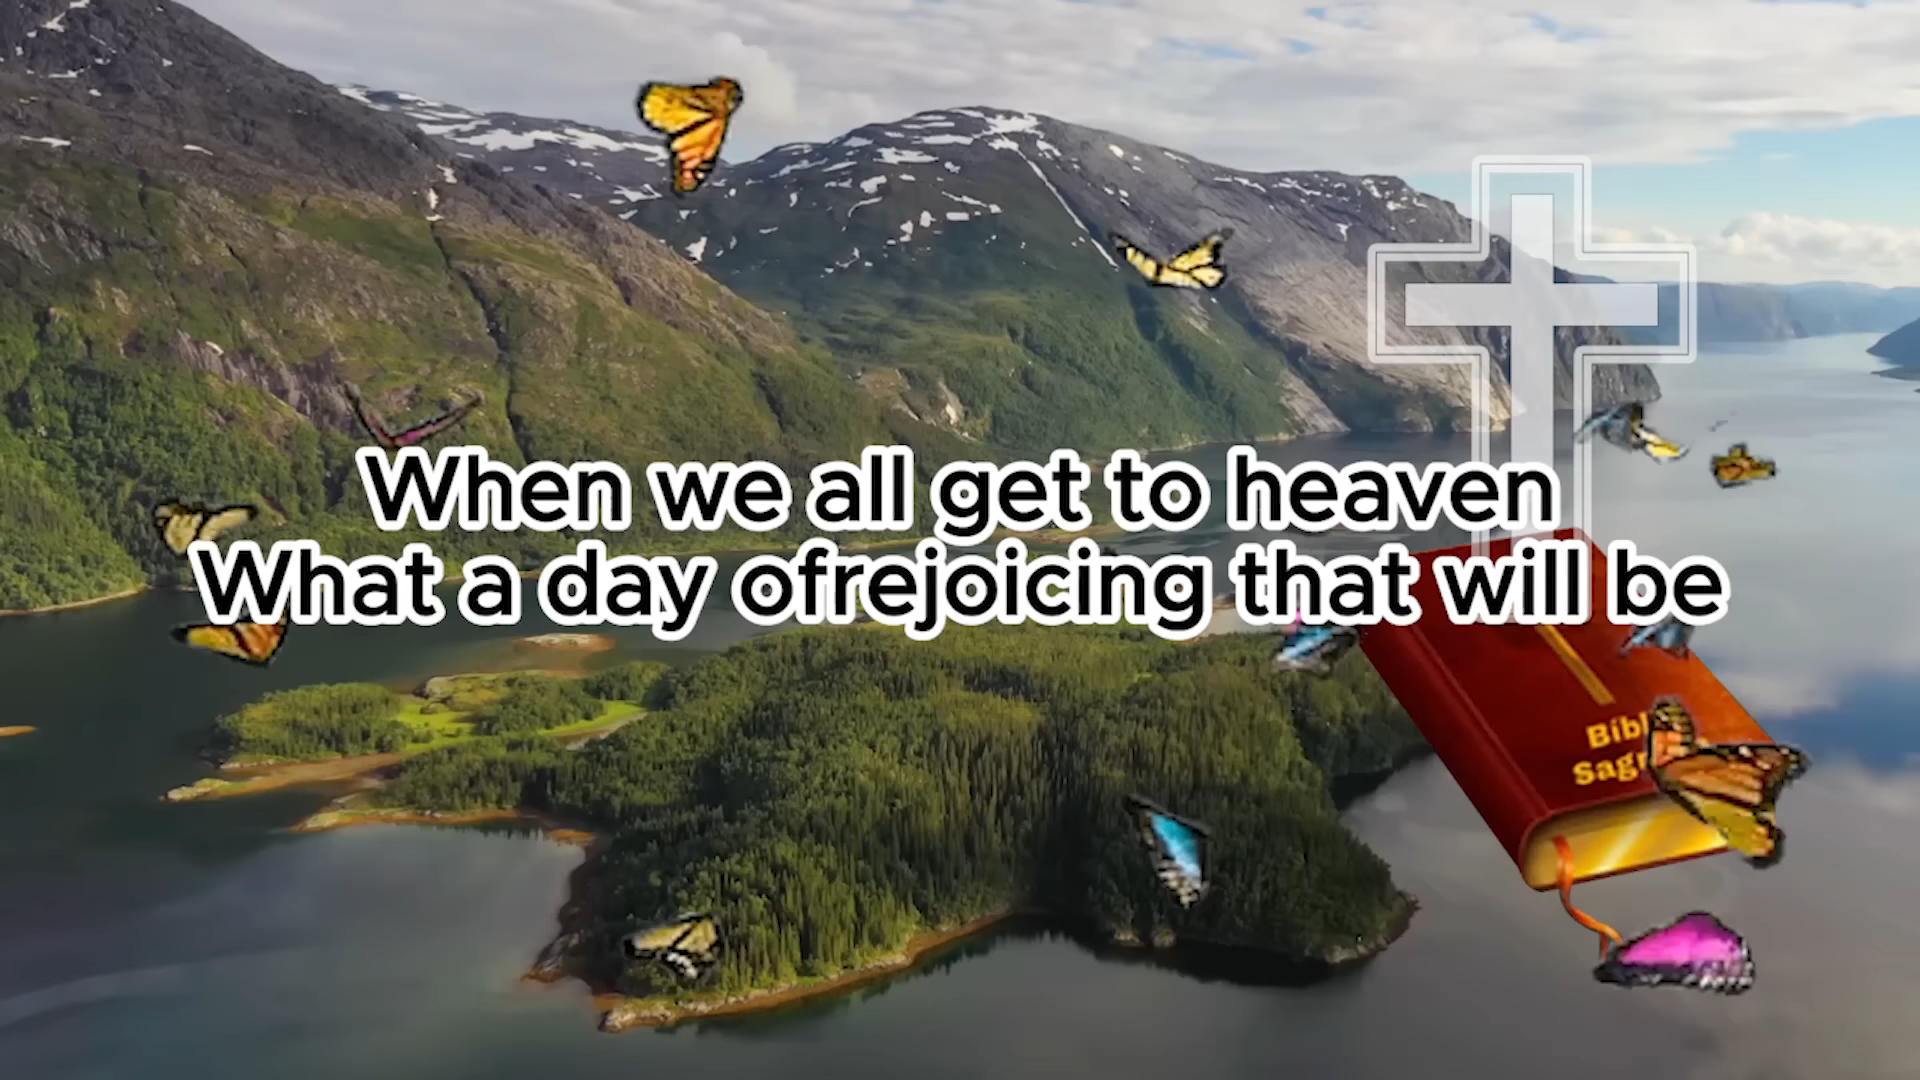 When we all get to heaven
What a day ofrejoicing that will be